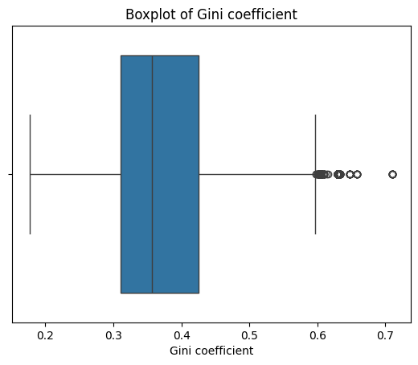 Boxplot of Gini coefficient
0.2 0.3 0.4 0.5 0.6 0.7
Gini coefficient